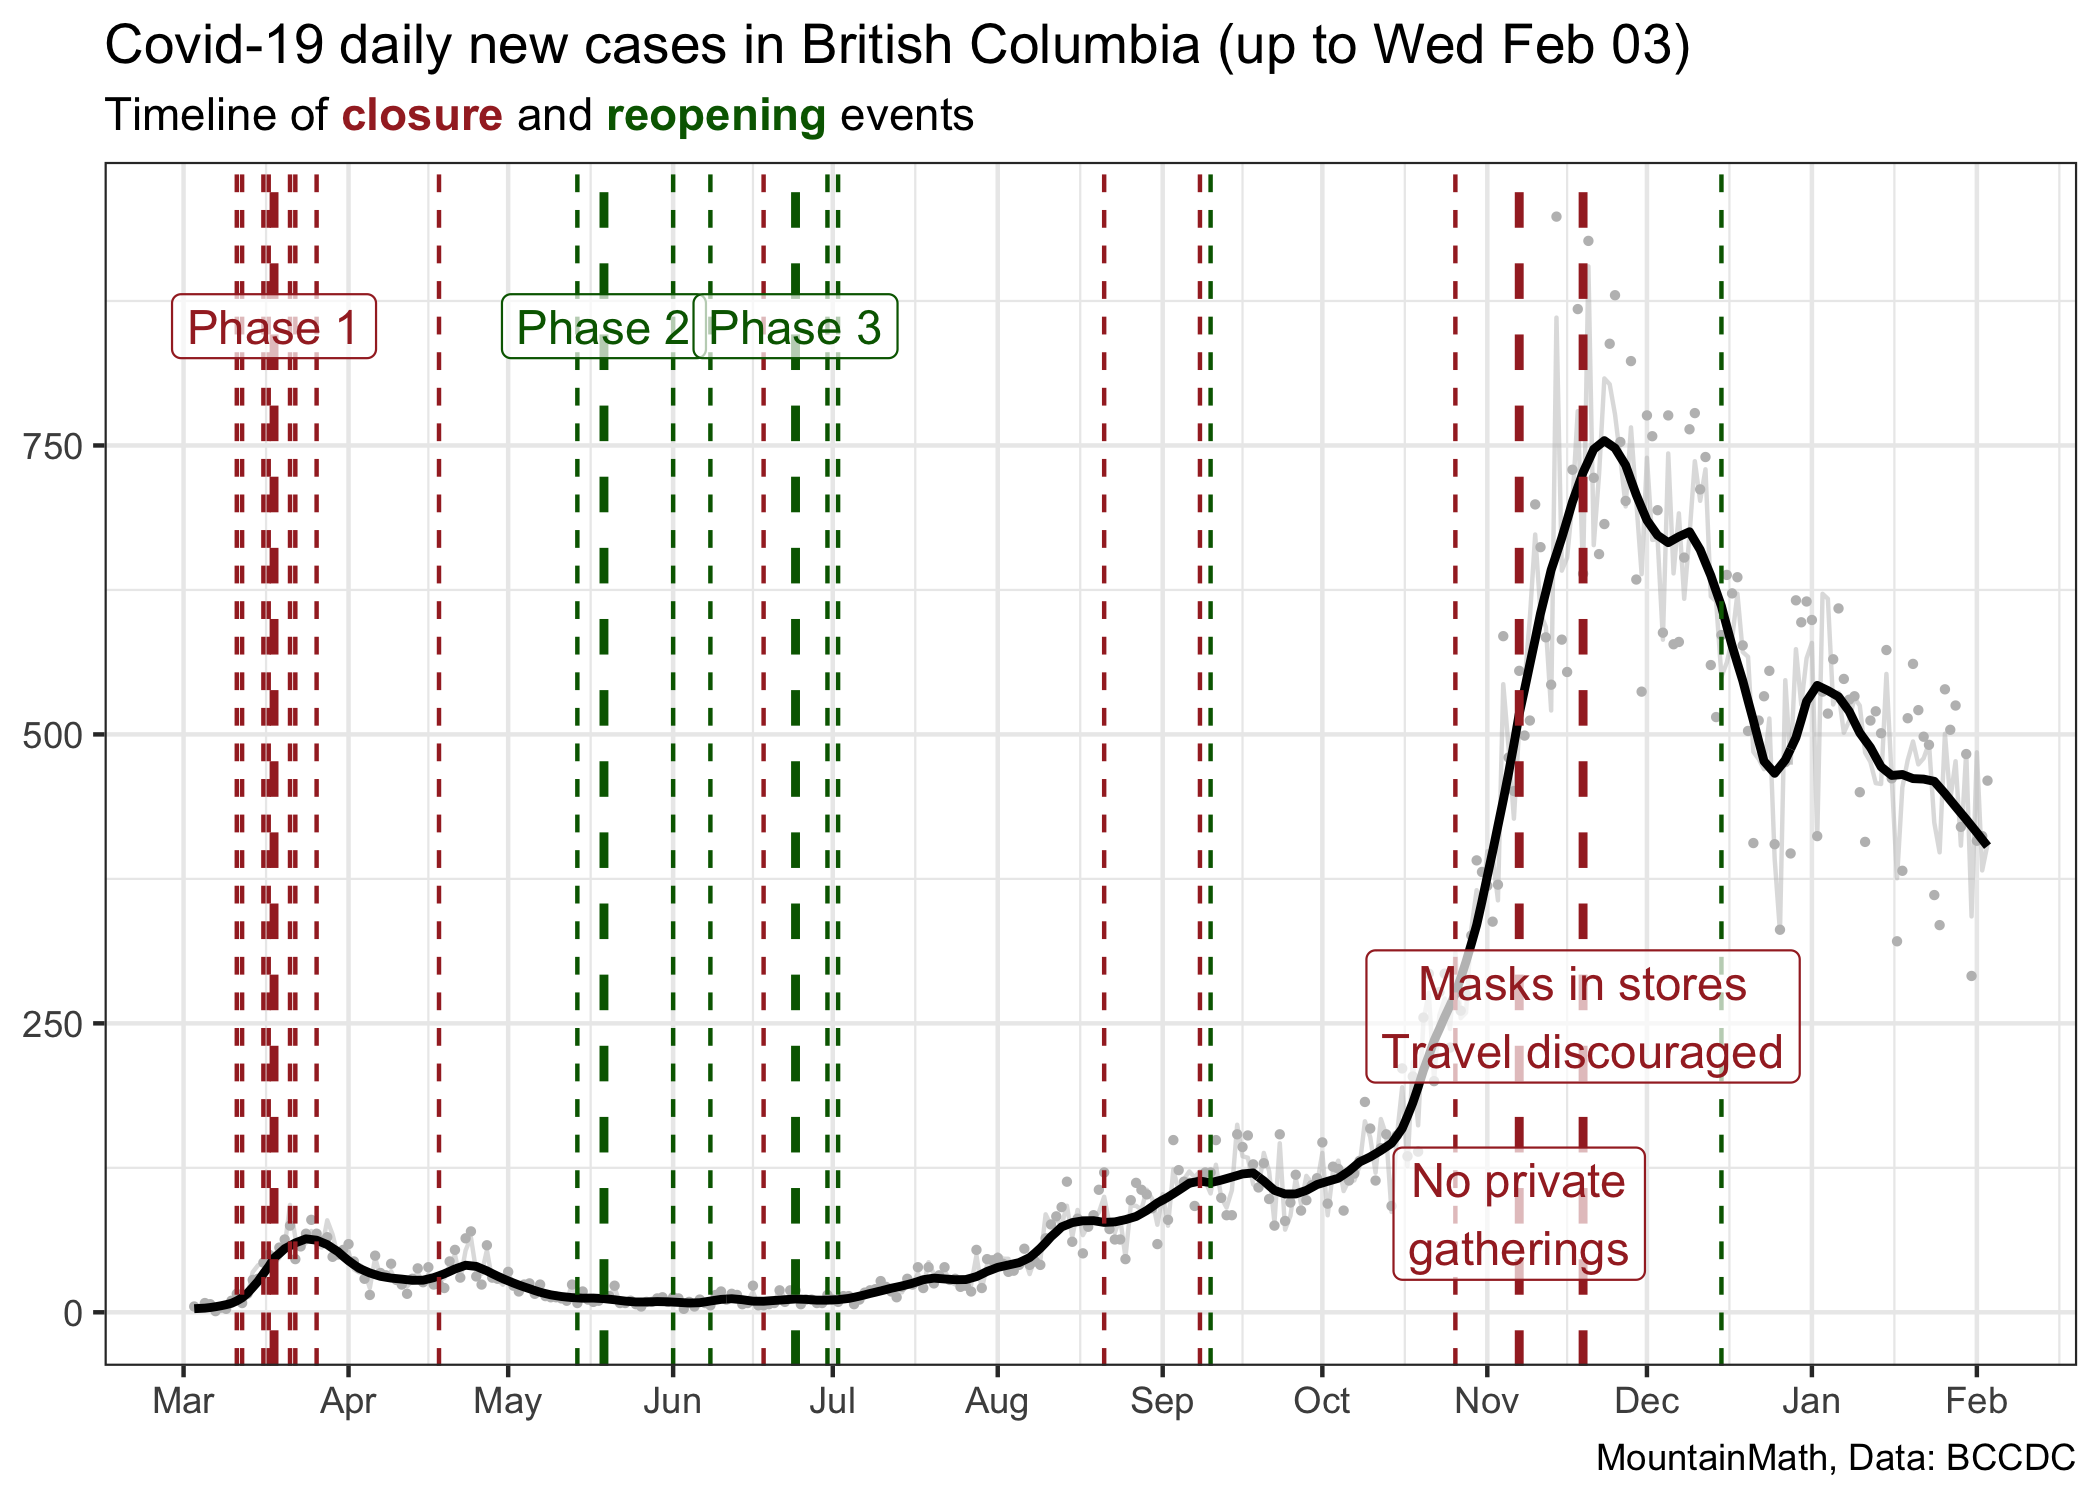 Covid-19 daily new cases in British Columbia (up to Wed Feb 03)
Timeline of closure and reopening events
Phase 1
Phase 2
Phase 3
750
500
250
0
Masks in stores
Travel discouraged
No private
gatherings
Mar Apr May Jun Jul Aug Sep Oct Nov Dec Jan Feb
MountainMath, Data: BCCDC